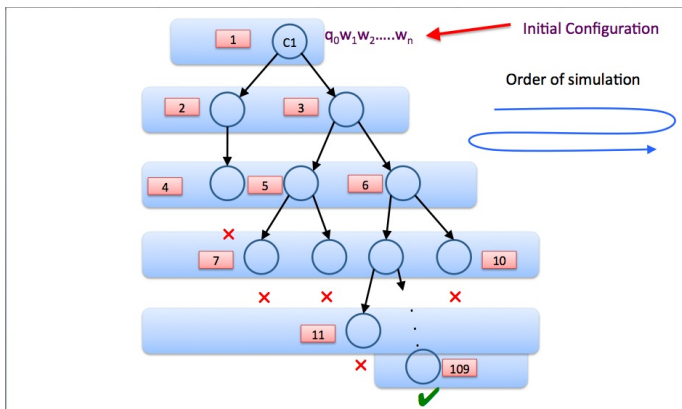 1
C1
q₀w₁w₂.....wₙ
Initial Configuration
Order of simulation
2
3
4
5
6
7
10
11
109